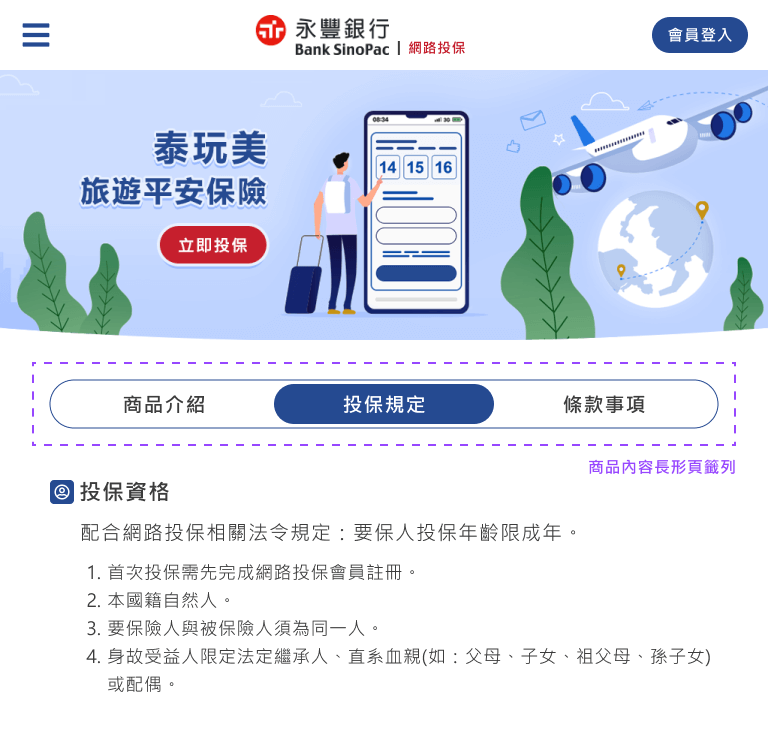 永豐銀行
Bank SinoPac | 網路投保
會員登入
泰玩美
旅遊平安保險
立即投保
08:34 3G
14 15 16
商品介紹
投保規定
條款事項
商品內容長形頁籤列
投保資格
配合網路投保相關法令規定：要保人投保年齡限成年。
1. 首次投保需先完成網路投保會員註冊。
2. 本國籍自然人。
3. 要保險人與被保險人須為同一人。
4. 身故受益人限定法定繼承人、直系血親(如：父母、子女、祖父母、孫子女)
或配偶。